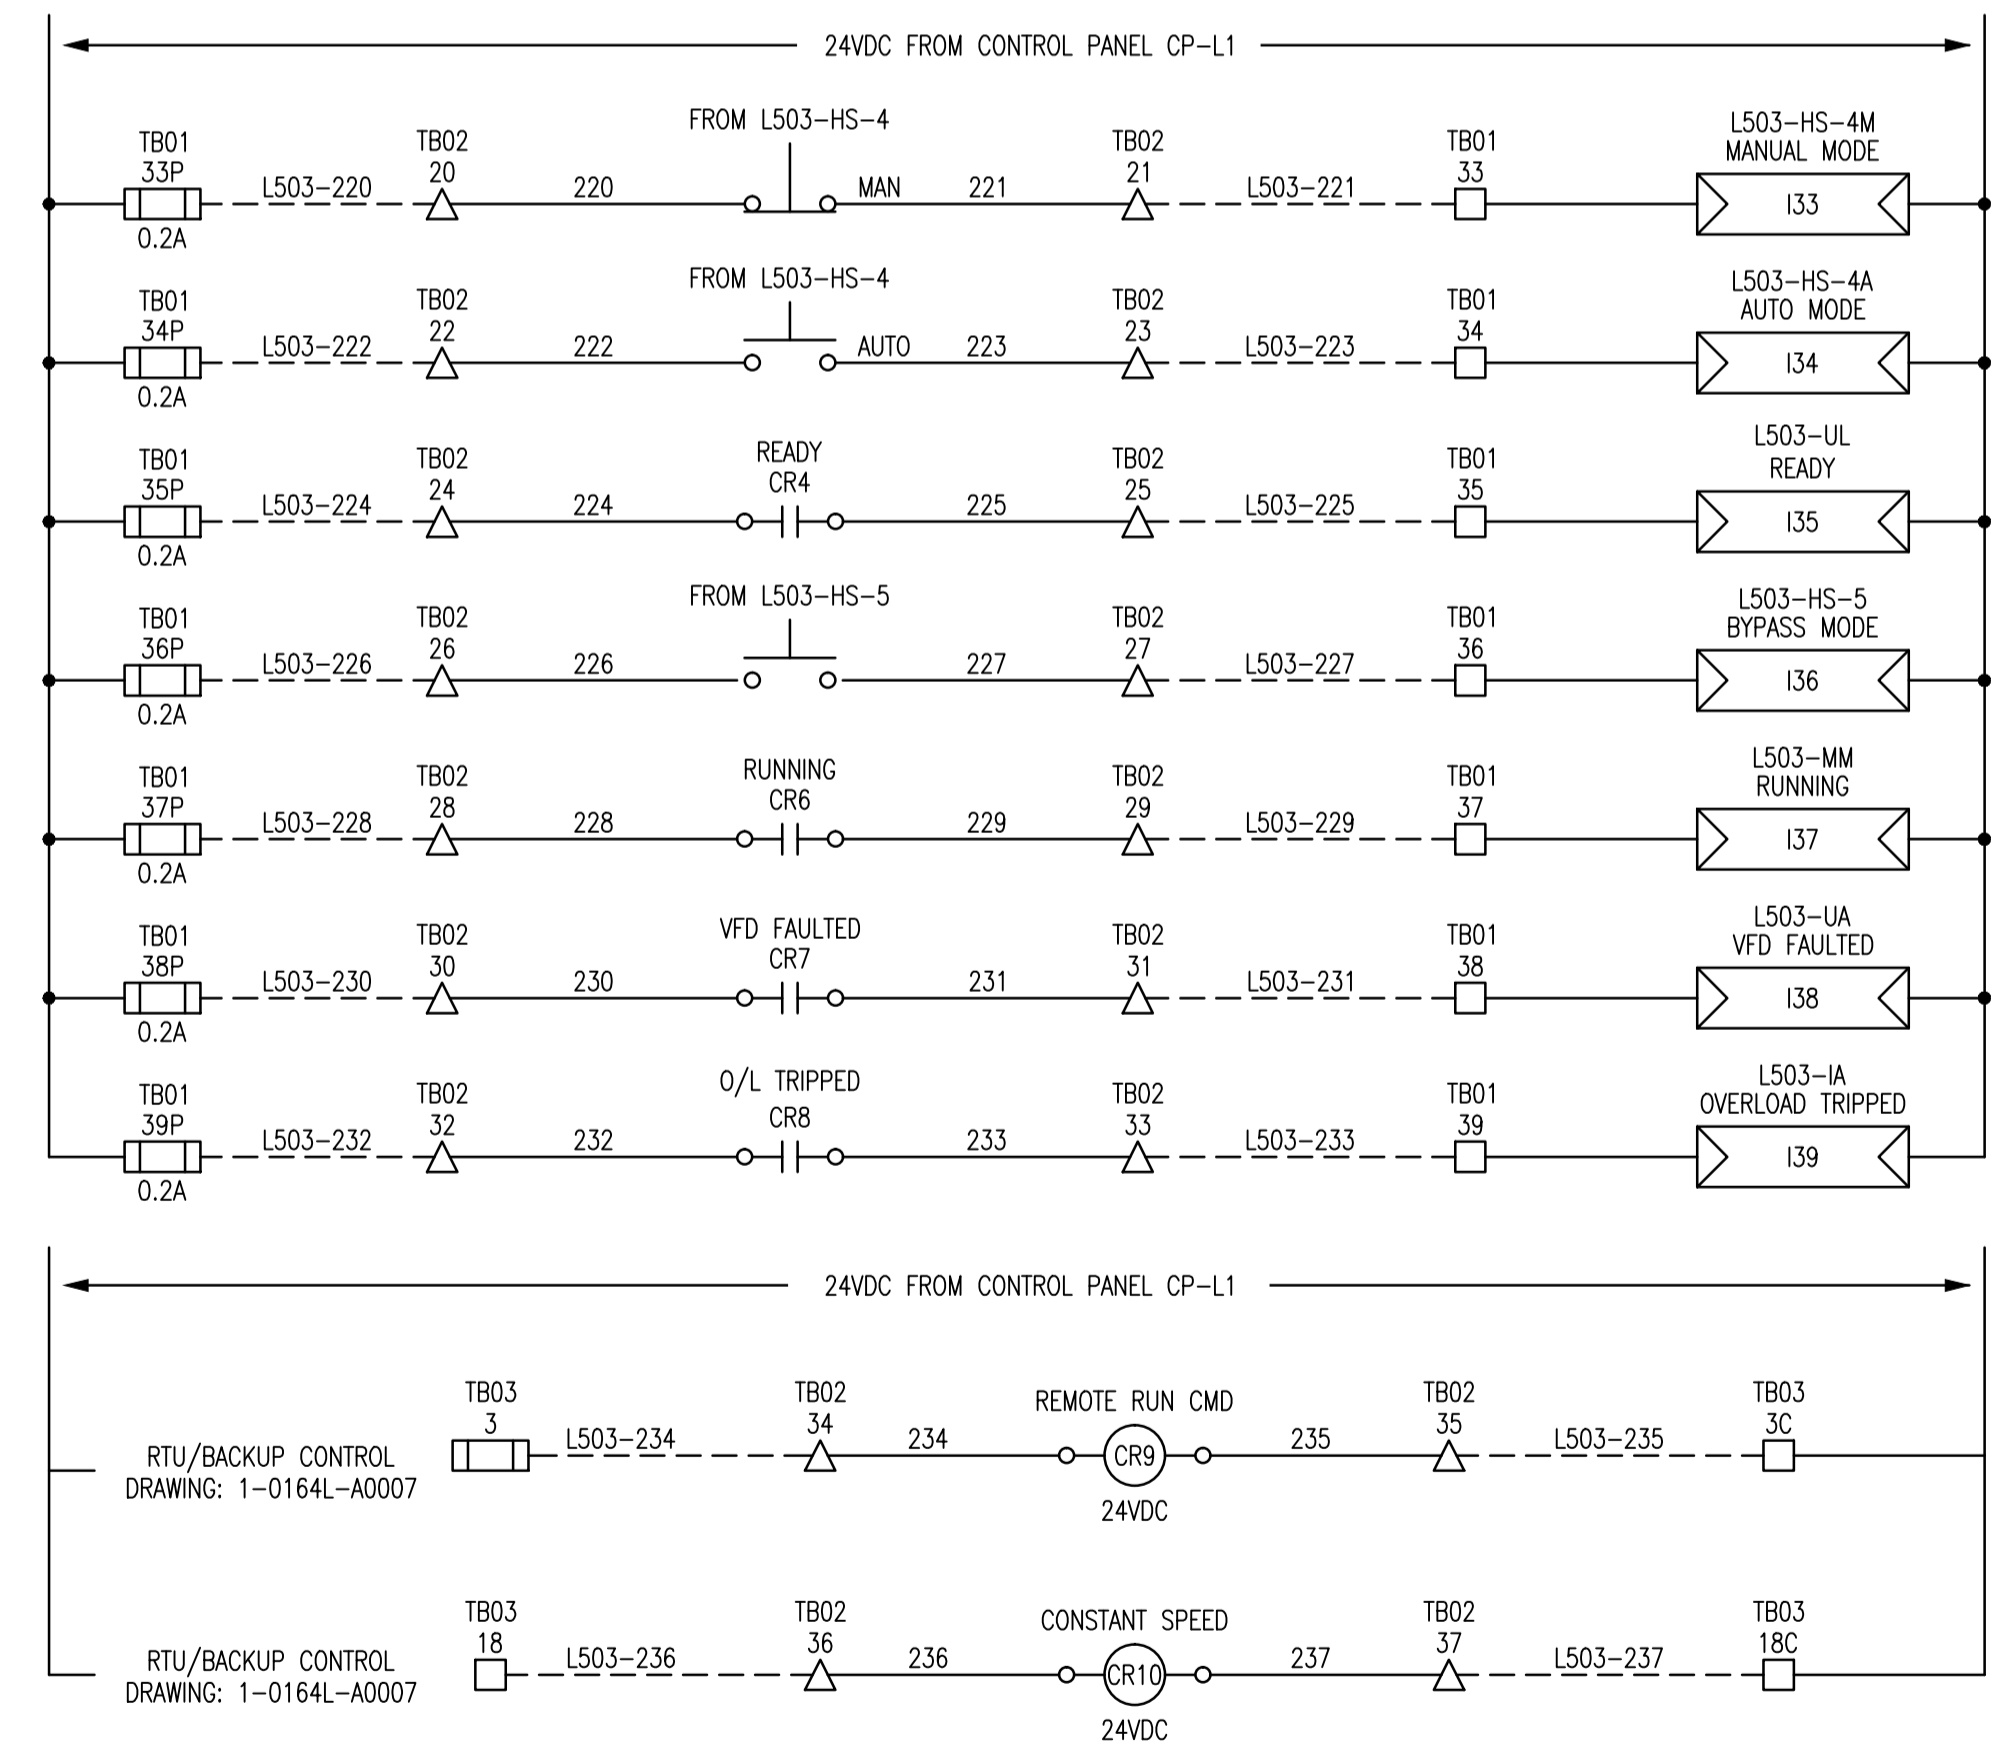 24VDC FROM CONTROL PANEL CP-L1
FROM L503-HS-4
TB01
33P
0.2A
L503-220
TB02
20
220
MAN
221
TB02
21
L503-221
TB01
33
L503-HS-4M
MANUAL MODE
I33
FROM L503-HS-4
TB01
34P
0.2A
L503-222
TB02
22
222
AUTO
223
TB02
23
L503-223
TB01
34
L503-HS-4A
AUTO MODE
I34
TB01
35P
0.2A
L503-224
TB02
24
224
READY
CR4
225
TB02
25
L503-225
TB01
35
L503-UL
READY
I35
FROM L503-HS-5
TB01
36P
0.2A
L503-226
TB02
26
226
227
TB02
27
L503-227
TB01
36
L503-HS-5
BYPASS MODE
I36
TB01
37P
0.2A
L503-228
TB02
28
228
RUNNING
CR6
229
TB02
29
L503-229
TB01
37
L503-MM
RUNNING
I37
TB01
38P
0.2A
L503-230
TB02
30
230
VFD FAULTED
CR7
231
TB02
31
L503-231
TB01
38
L503-UA
VFD FAULTED
I38
TB01
39P
0.2A
L503-232
TB02
32
232
O/L TRIPPED
CR8
233
TB02
33
L503-233
TB01
39
L503-IA
OVERLOAD TRIPPED
I39
24VDC FROM CONTROL PANEL CP-L1
RTU/BACKUP CONTROL
DRAWING: 1-0164L-A0007
TB03
3
L503-234
TB02
34
234
REMOTE RUN CMD
CR9
24VDC
235
TB02
35
L503-235
TB03
3C
RTU/BACKUP CONTROL
DRAWING: 1-0164L-A0007
TB03
18
L503-236
TB02
36
236
CONSTANT SPEED
CR10
24VDC
237
TB02
37
L503-237
TB03
18C